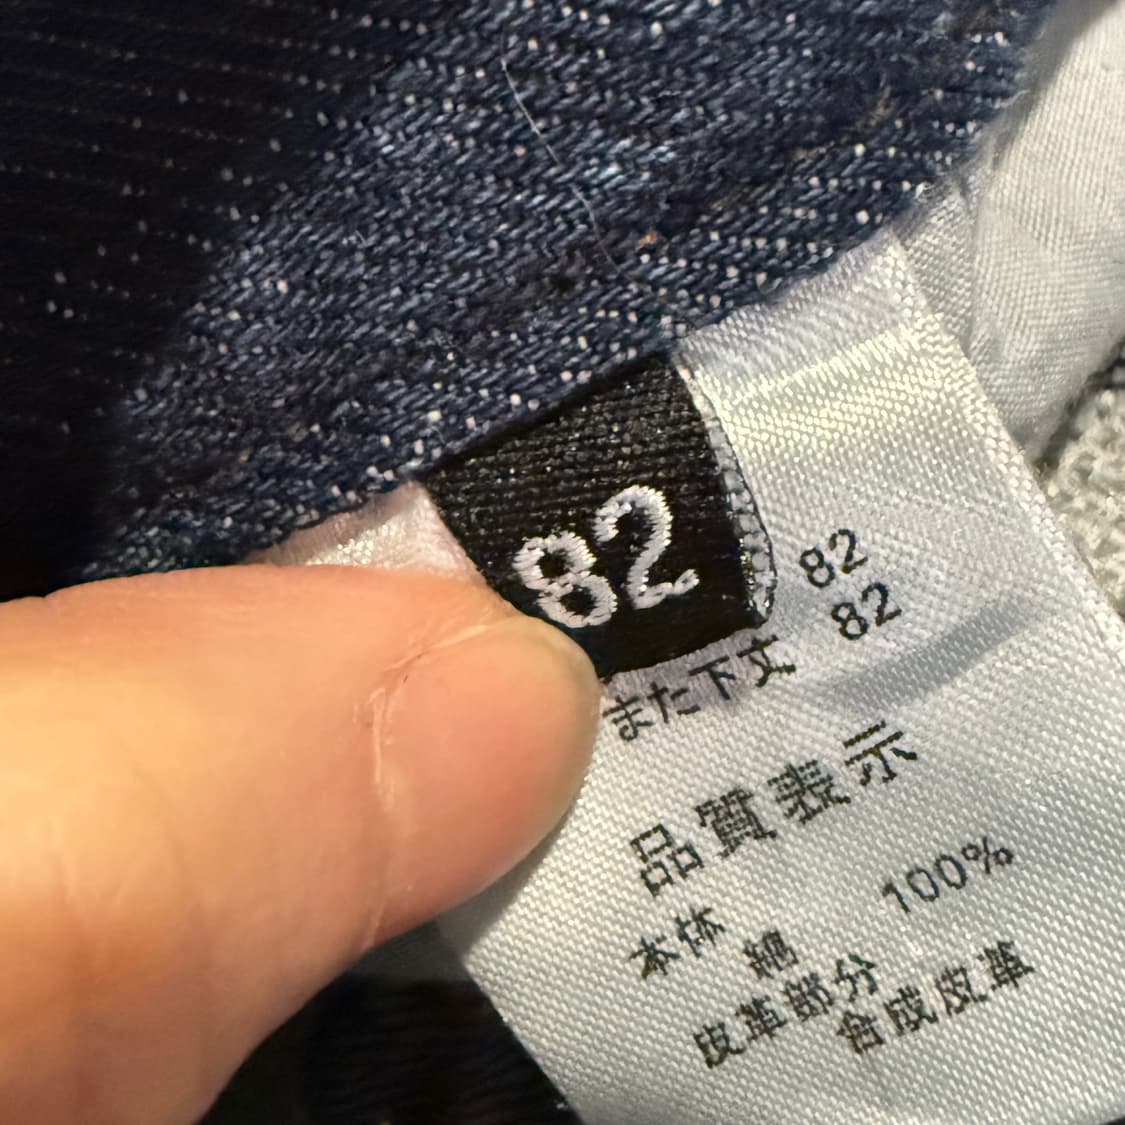 82
82
また下丈 82
品質表示
本体
綿 100%
皮革部分
合成皮革